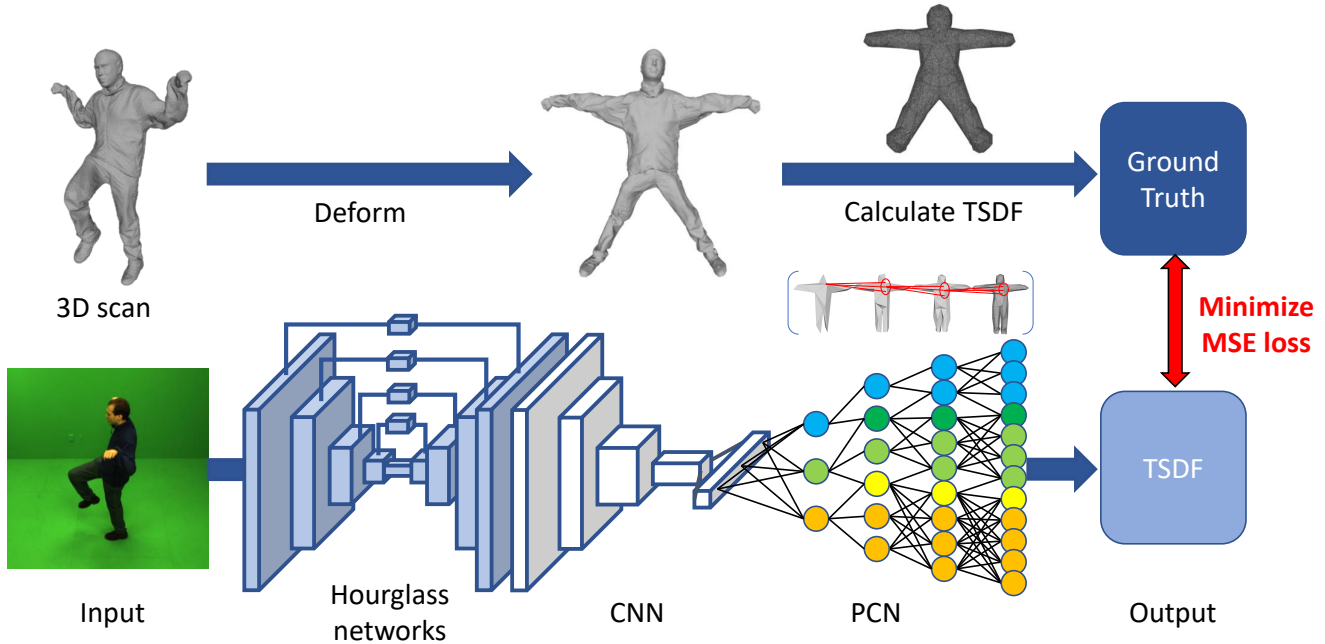 3D scan
Deform
Calculate TSDF
Ground
Truth
Minimize
MSE loss
TSDF
Input
Hourglass
networks
CNN
PCN
Output